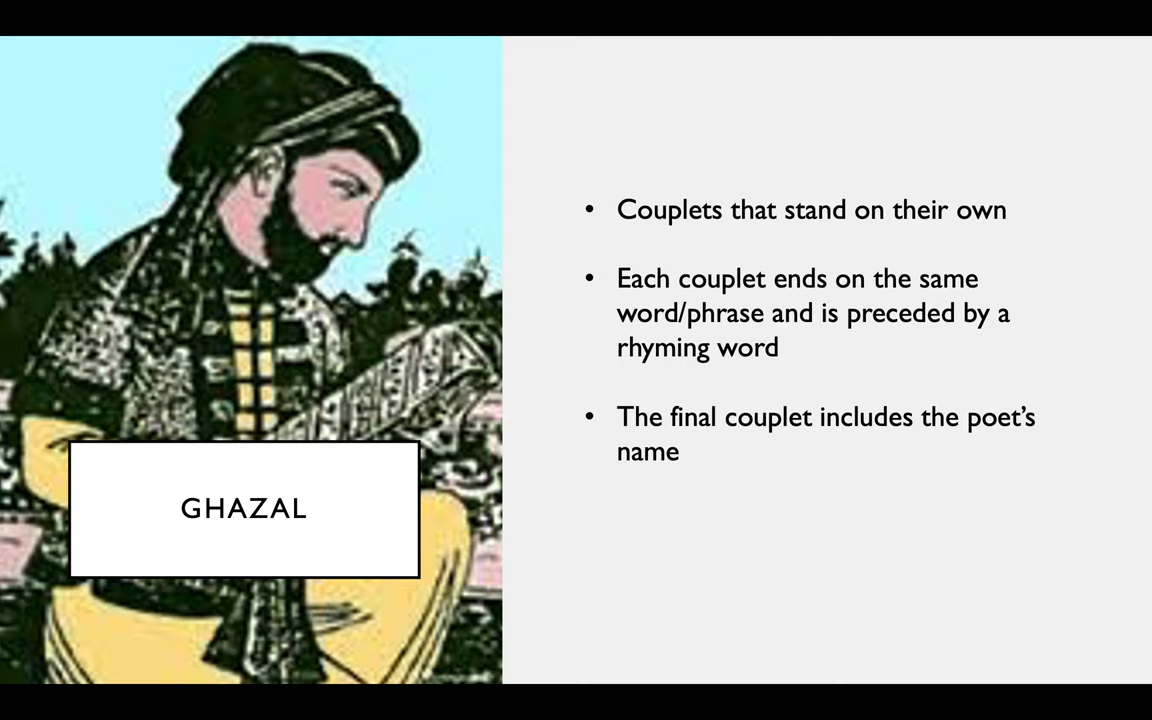 GHAZAL
• Couplets that stand on their own
• Each couplet ends on the same
word/phrase and is preceded by a
rhyming word
• The final couplet includes the poet’s
name